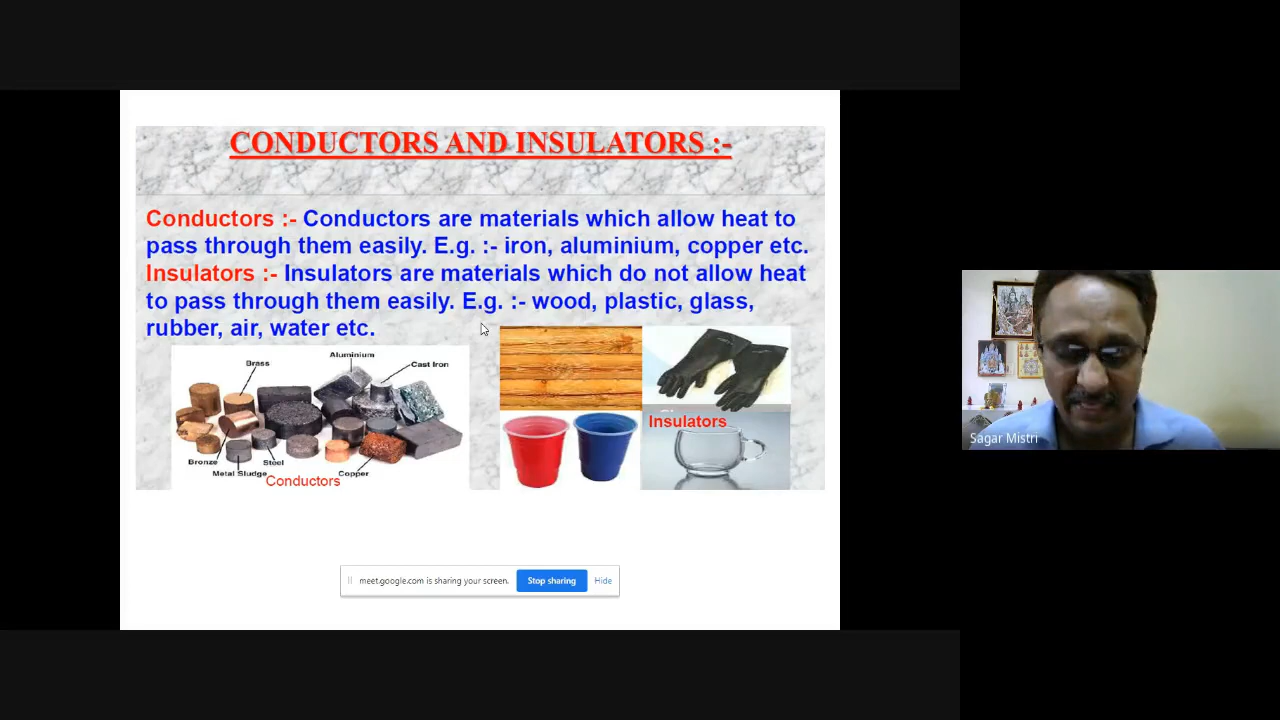 CONDUCTORS AND INSULATORS :-
Conductors :- Conductors are materials which allow heat to
pass through them easily. E.g. :- iron, aluminium, copper etc.
Insulators :- Insulators are materials which do not allow heat
to pass through them easily. E.g. :- wood, plastic, glass,
rubber, air, water etc.
Brass
Aluminium
Cast Iron
Bronze
Metal Sludge
Steel
Copper
Conductors
Insulators
meet.google.com is sharing your screen.
Stop sharing
Hide
Sagar Mistri